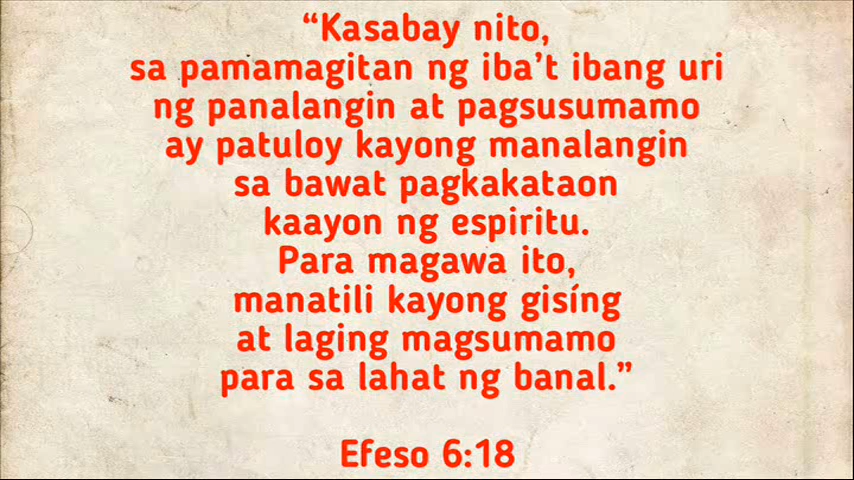 “Kasabay nito,
sa pamamagitan ng iba’t ibang uri
ng panalangin at pagsusumamo
ay patuloy kayong manalangin
sa bawat pagkakataon
kaayon ng espiritu.
Para magawa ito,
manatili kayong gisíng
at laging magsumamo
para sa lahat ng banal.”
Efeso 6:18